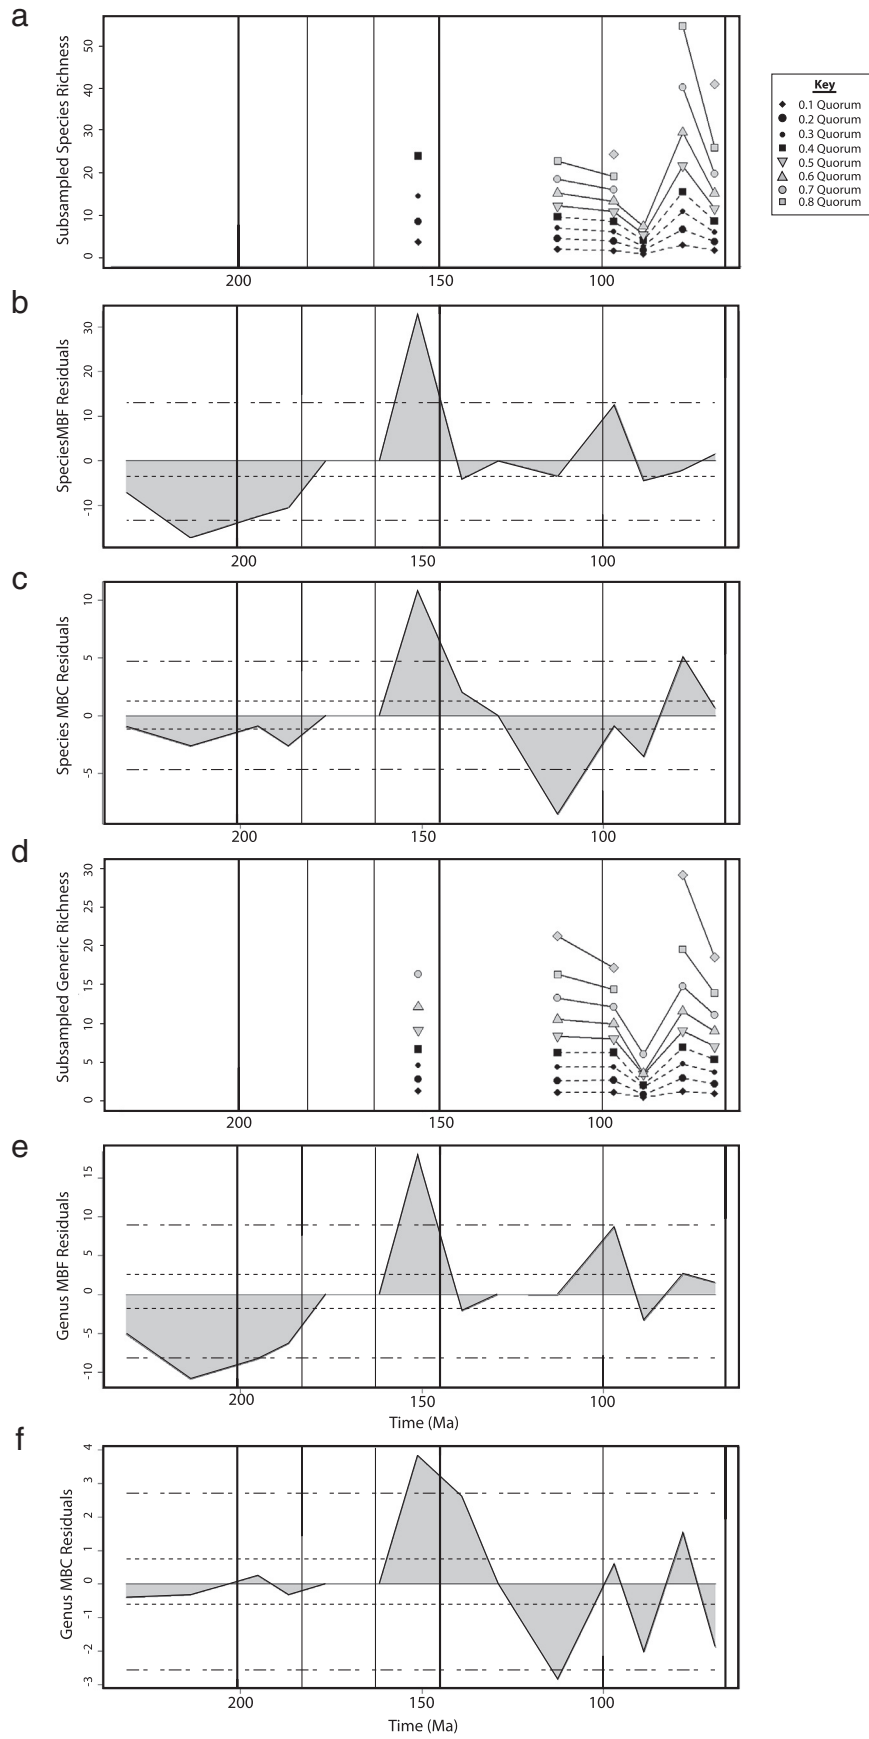 a
Subsampled Species Richness
50
40
30
20
10
0
200
150
100
Key
0.1 Quorum
0.2 Quorum
0.3 Quorum
0.4 Quorum
0.5 Quorum
0.6 Quorum
0.7 Quorum
0.8 Quorum
b
SpeciesMBF Residuals
30
20
10
0
-10
200
150
100
c
Species MBC Residuals
10
5
0
-5
200
150
100
d
Subsampled Generic Richness
30
25
20
15
10
5
0
200
150
100
e
Genus MBF Residuals
15
10
5
0
-5
-10
200
150
100
Time (Ma)
f
Genus MBC Residuals
4
3
2
1
0
-1
-2
-3
200
150
100
Time (Ma)